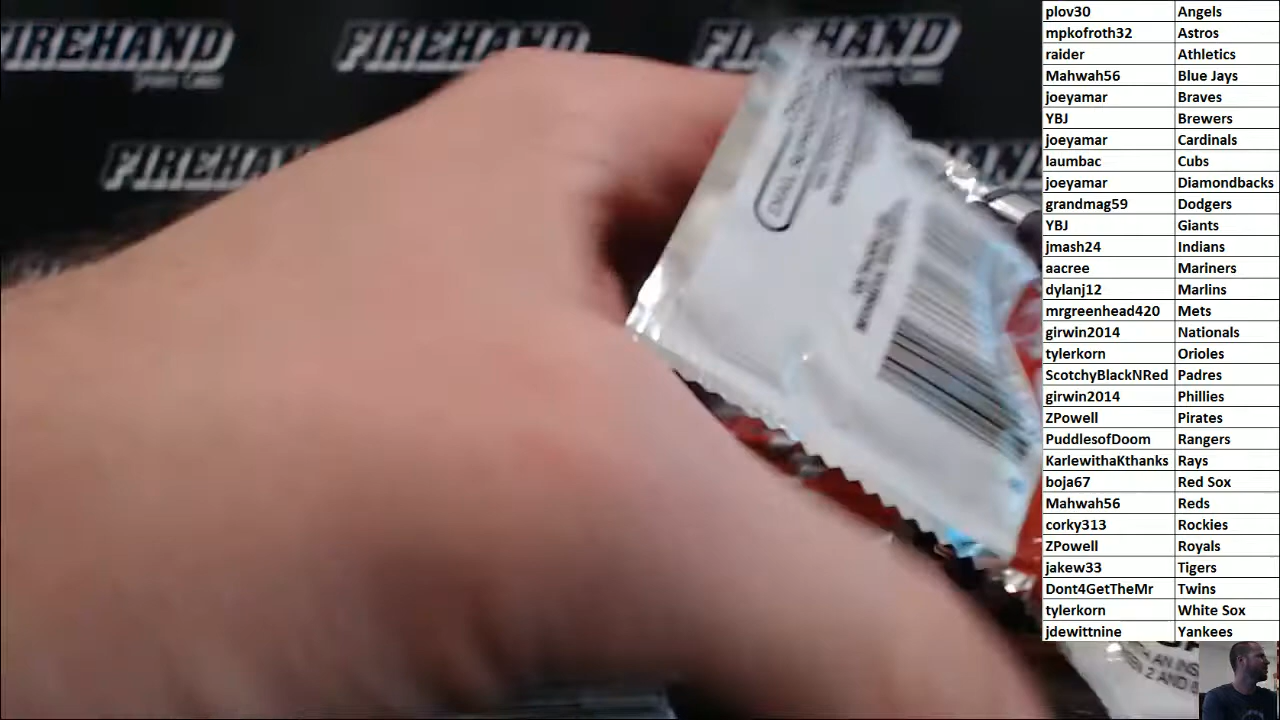 FIREHAND FIREHAND FIREHAND
FIREHAND
plov30 Angels
mpkofroth32 Astros
raider Athletics
Mahwah56 Blue Jays
joeyamar Braves
YBJ Brewers
joeyamar Cardinals
laumbac Cubs
joeyamar Diamondbacks
grandmag59 Dodgers
YBJ Giants
jmash24 Indians
aacree Mariners
dylanj12 Marlins
mrgreenhead420 Mets
girwin2014 Nationals
tylerkorn Orioles
ScotchyBlackNRed Padres
girwin2014 Phillies
ZPowell Pirates
PuddlesofDoom Rangers
KarlewithaKthanks Rays
boja67 Red Sox
Mahwah56 Reds
corky313 Rockies
ZPowell Royals
jakew33 Tigers
Dont4GetTheMr Twins
tylerkorn White Sox
jdewittnine Yankees